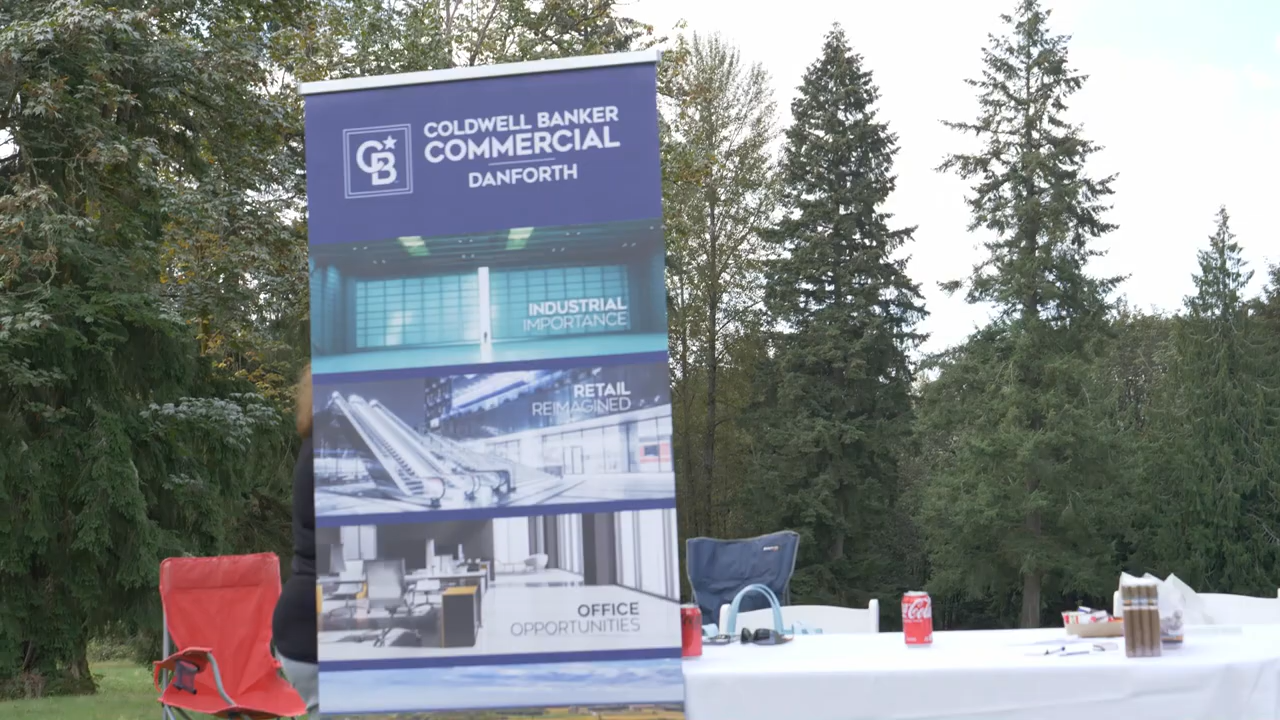 CB
COLDWELL BANKER
COMMERCIAL
DANFORTH
INDUSTRIAL
IMPORTANCE
RETAIL
REIMAGINED
OFFICE
OPPORTUNITIES
Coca-Cola